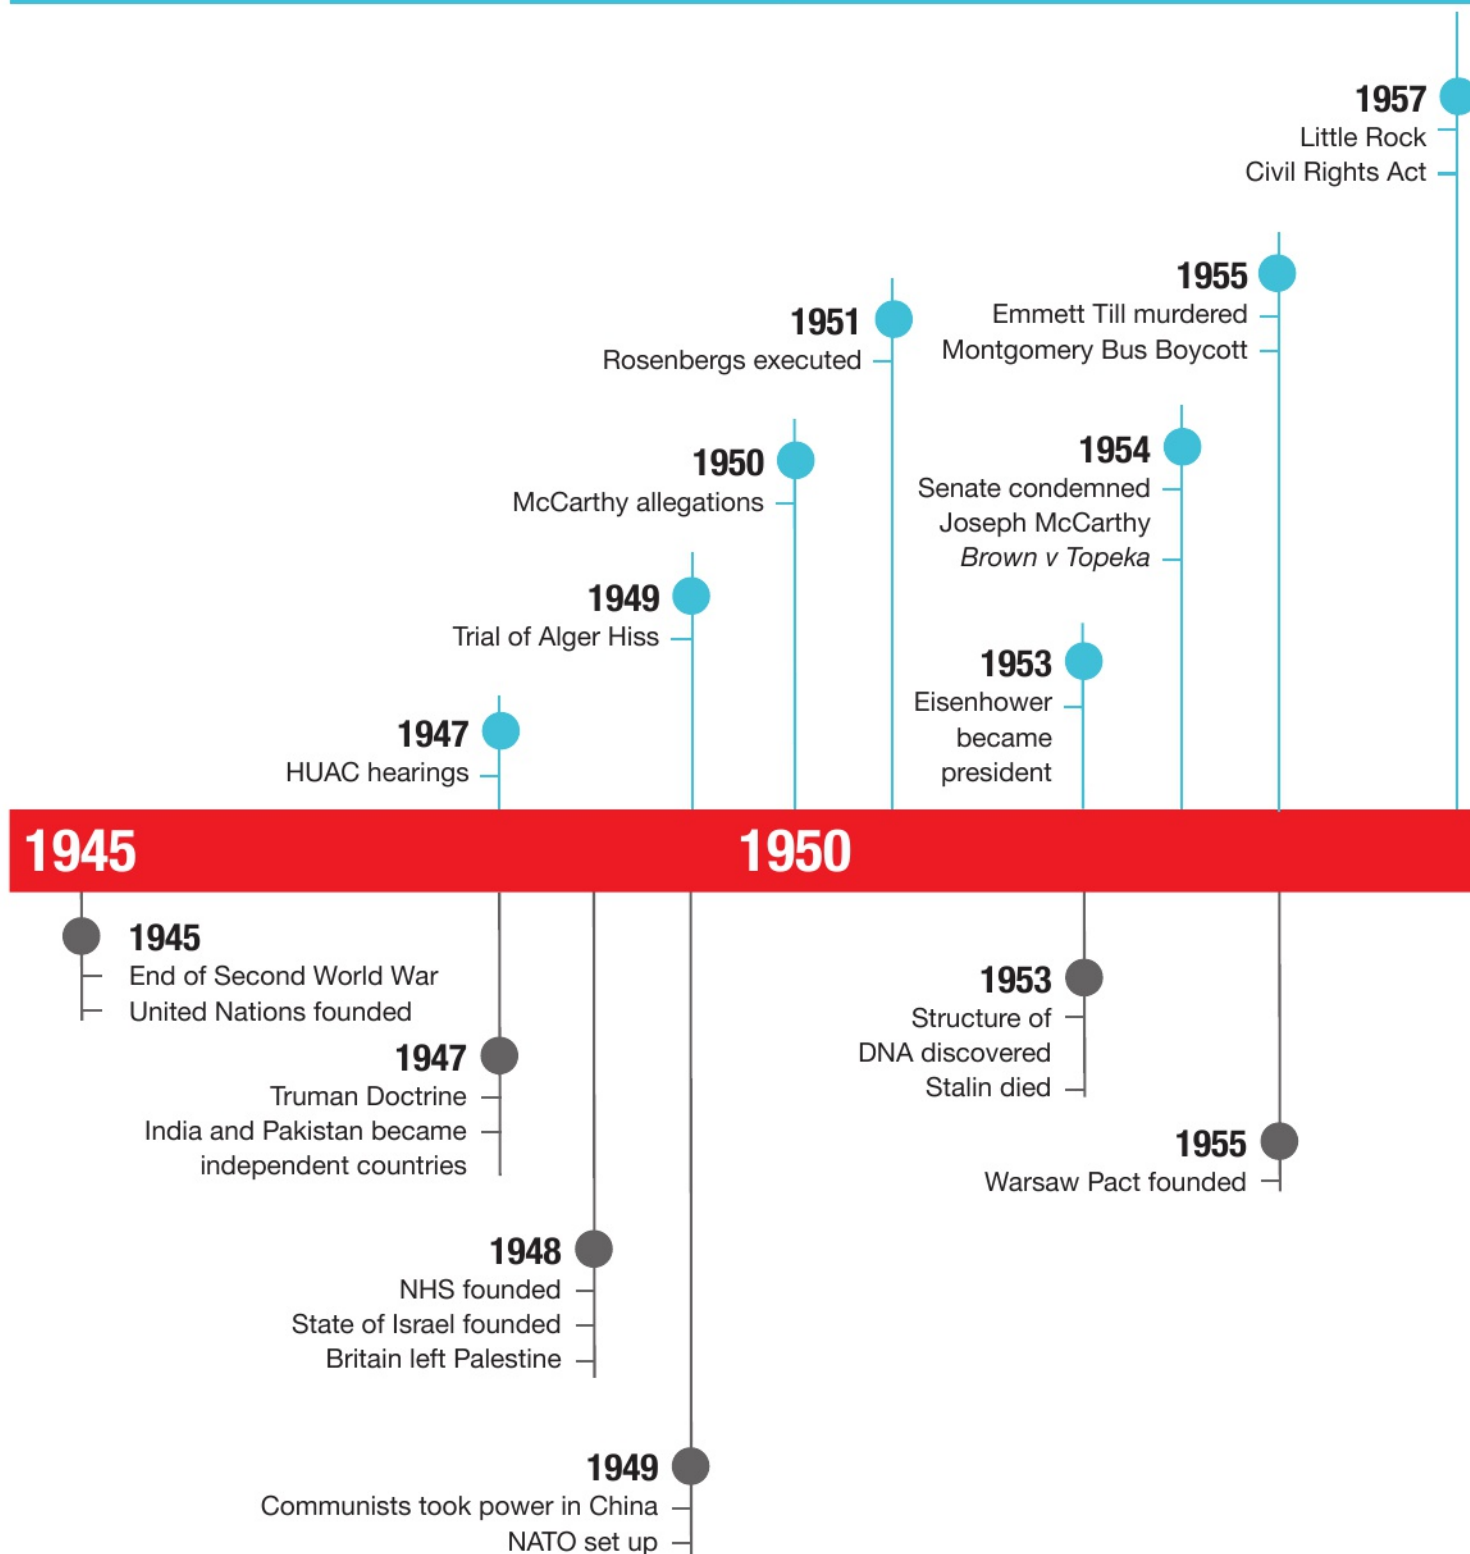 1957
Little Rock
Civil Rights Act
1955
Emmett Till murdered
Montgomery Bus Boycott
1951
Rosenbergs executed
1954
Senate condemned
Joseph McCarthy
Brown v Topeka
1950
McCarthy allegations
1949
Trial of Alger Hiss
1953
Eisenhower
became
president
1947
HUAC hearings
1945
1950
1945
End of Second World War
United Nations founded
1947
Truman Doctrine
India and Pakistan became
independent countries
1948
NHS founded
State of Israel founded
Britain left Palestine
1949
Communists took power in China
NATO set up
1953
Structure of
DNA discovered
Stalin died
1955
Warsaw Pact founded